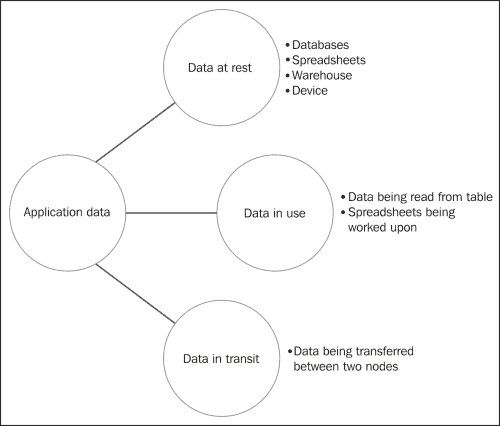 Data at rest
• Databases
• Spreadsheets
• Warehouse
• Device
Application data
Data in use
• Data being read from table
• Spreadsheets being
worked upon
Data in transit
• Data being transferred
between two nodes